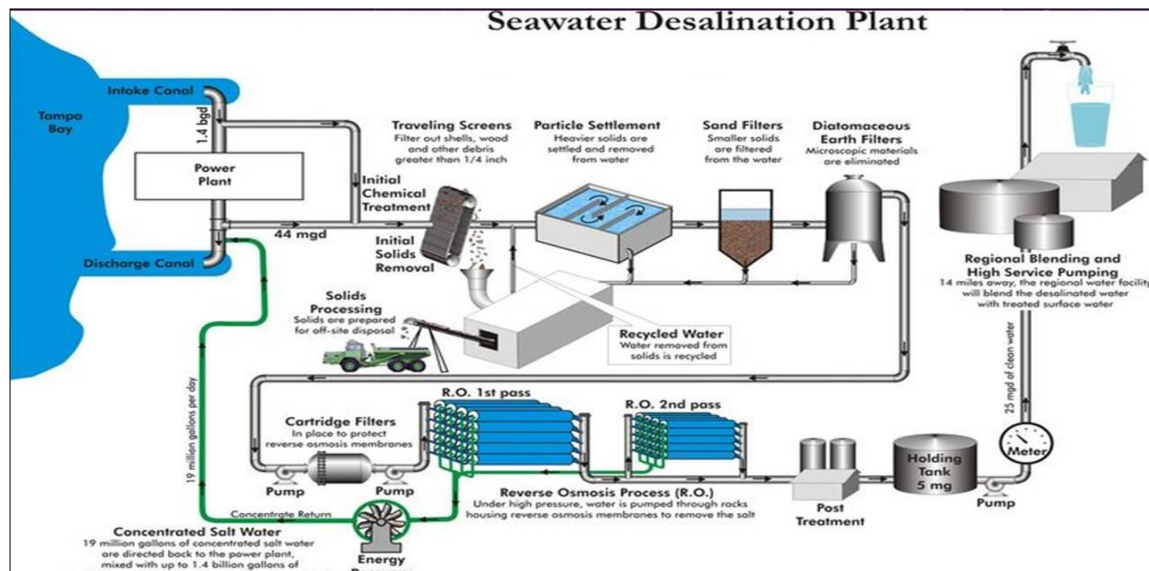 Seawater Desalination Plant
Intake Canal
Tampa
Bay
1.4 bgd
Power
Plant
Discharge Canal
44 mgd
Initial
Chemical
Treatment
Initial
Solids
Removal
Traveling Screens
Filter out shells, wood
and other debris
greater than 1/4 inch
Particle Settlement
Heavier solids are
settled and removed
from water
Sand Filters
Smaller solids
are filtered
from the water
Diatomaceous
Earth Filters
Microscopic materials
are eliminated
Regional Blending and
High Service Pumping
14 miles away, the regional water facility
will blend the desalinated water
with treated surface water
Solids
Processing
Solids are prepared
for off-site disposal
Recycled Water
Water removed from
solids is recycled
19 million gallons per day
Cartridge Filters
In place to protect
reverse osmosis membranes
Pump
Pump
R.O. 1st pass
R.O. 2nd pass
Reverse Osmosis Process (R.O.)
Under high pressure, water is pumped through racks
housing reverse osmosis membranes to remove the salt
Post
Treatment
Holding
Tank
5 mg
Pump
Meter
25 mgd of clean water
Concentrate Return
Concentrated Salt Water
19 million gallons of concentrated salt water
are directed back to the power plant,
mixed with up to 1.4 billion gallons of
Energy